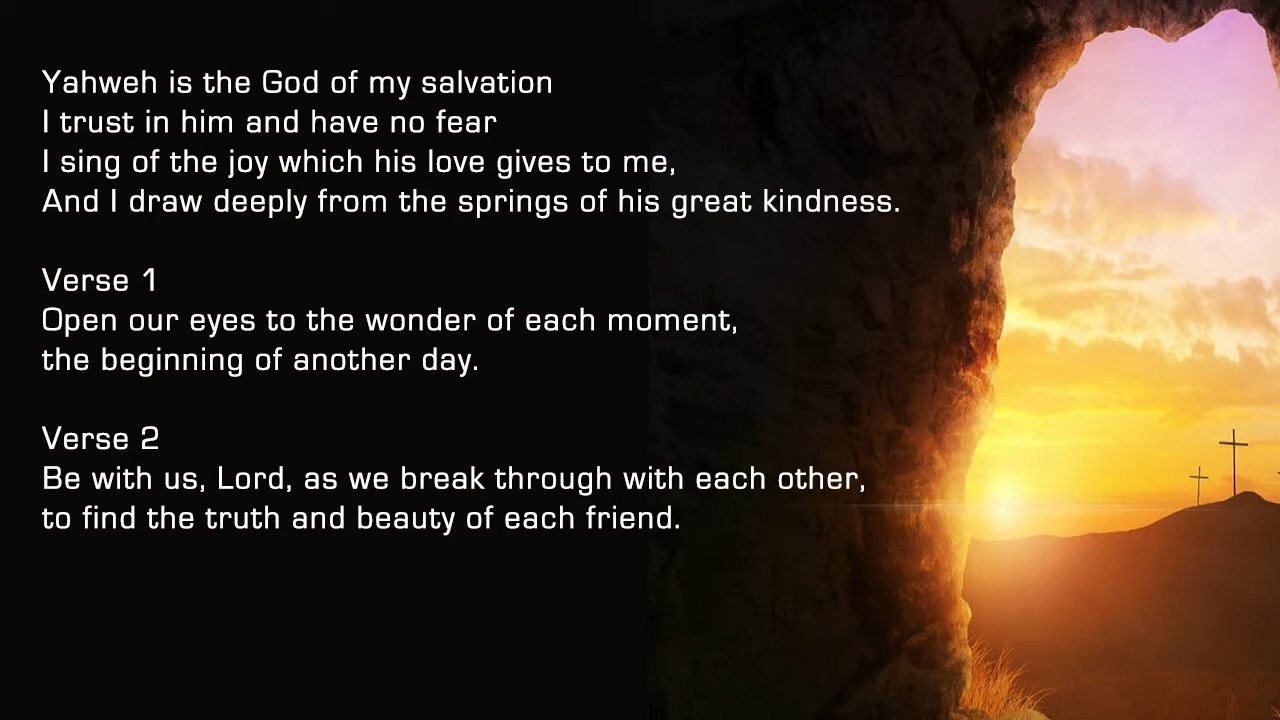 Yahweh is the God of my salvation
I trust in him and have no fear
I sing of the joy which his love gives to me,
And I draw deeply from the springs of his great kindness.
Verse 1
Open our eyes to the wonder of each moment,
the beginning of another day.
Verse 2
Be with us, Lord, as we break through with each other,
to find the truth and beauty of each friend.